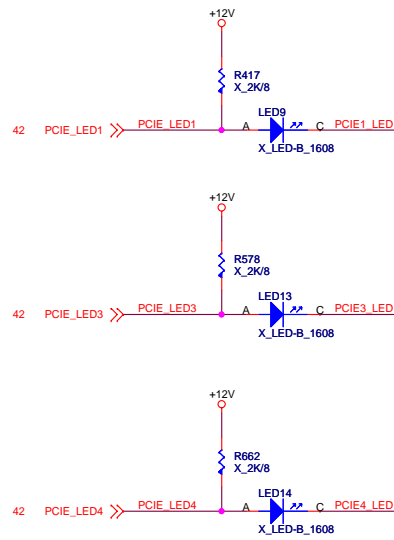 +12V
R417
X_2K/8
LED9
42 PCIE_LED1 PCIE_LED1 A C PCIE1_LED
X_LED-B_1608
+12V
R578
X_2K/8
LED13
42 PCIE_LED3 PCIE_LED3 A C PCIE3_LED
X_LED-B_1608
+12V
R662
X_2K/8
LED14
42 PCIE_LED4 PCIE_LED4 A C PCIE4_LED
X_LED-B_1608